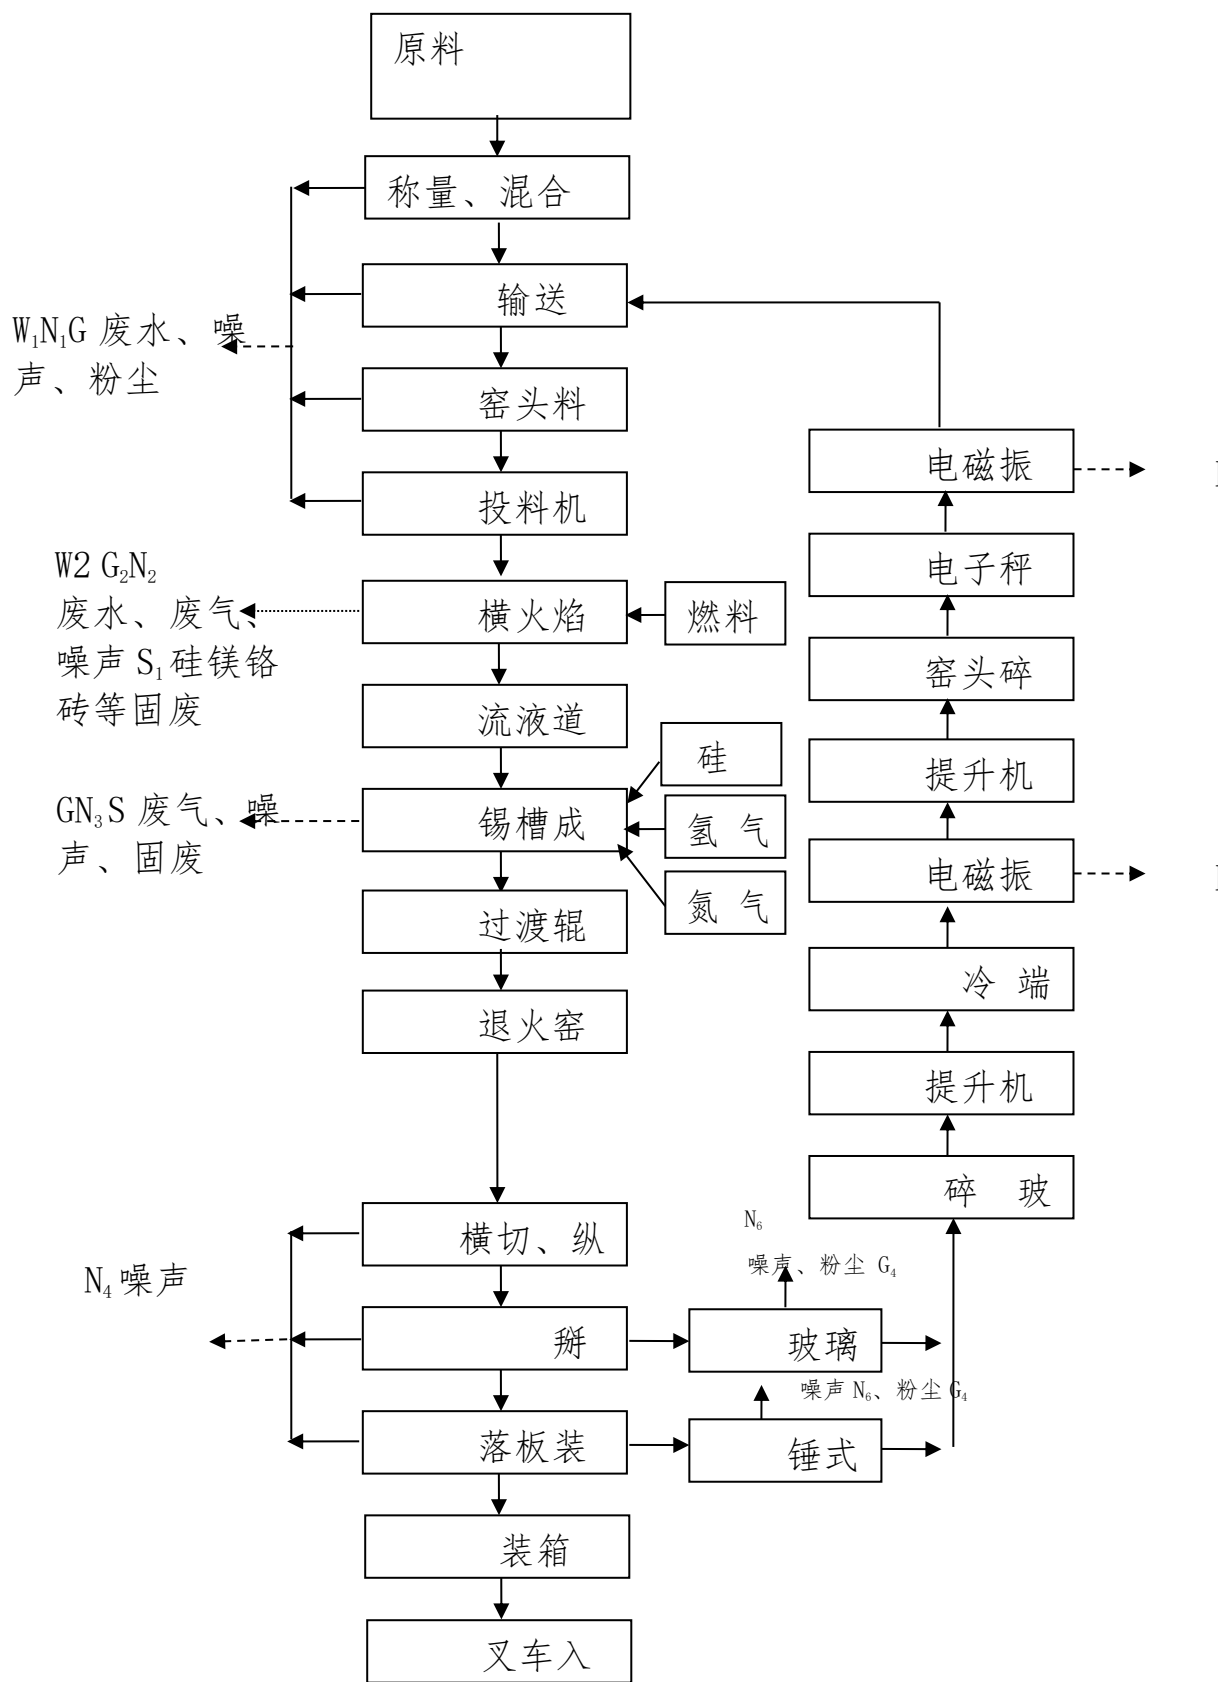 原料
称量、混合
输送
W₁N₁G 废水、噪
声、粉尘
窑头料
电磁振
投料机
W2 G₂N₂
废水、废气、
噪声 S₁硅镁铬
砖等固废
电子秤
横火焰
燃料
窑头碎
流液道
硅
提升机
GN₃S 废气、噪
声、固废
锡槽成
氢 气
电磁振
过渡辊
氮 气
冷 端
退火窑
提升机
碎 玻
横切、纵
N₆
噪声、粉尘 G₄
N₄噪声
掰
玻璃
噪声 N₆、粉尘 G₄
落板装
锤式
装箱
叉车入